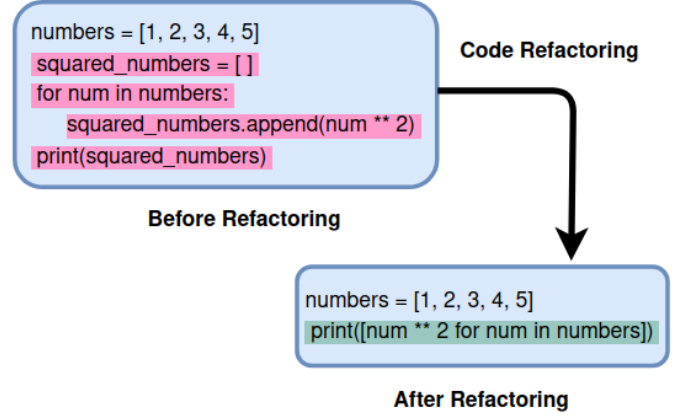 numbers = [1, 2, 3, 4, 5]
squared_numbers = [ ]
for num in numbers:
squared_numbers.append(num ** 2)
print(squared_numbers)
Code Refactoring
Before Refactoring
numbers = [1, 2, 3, 4, 5]
print([num ** 2 for num in numbers])
After Refactoring